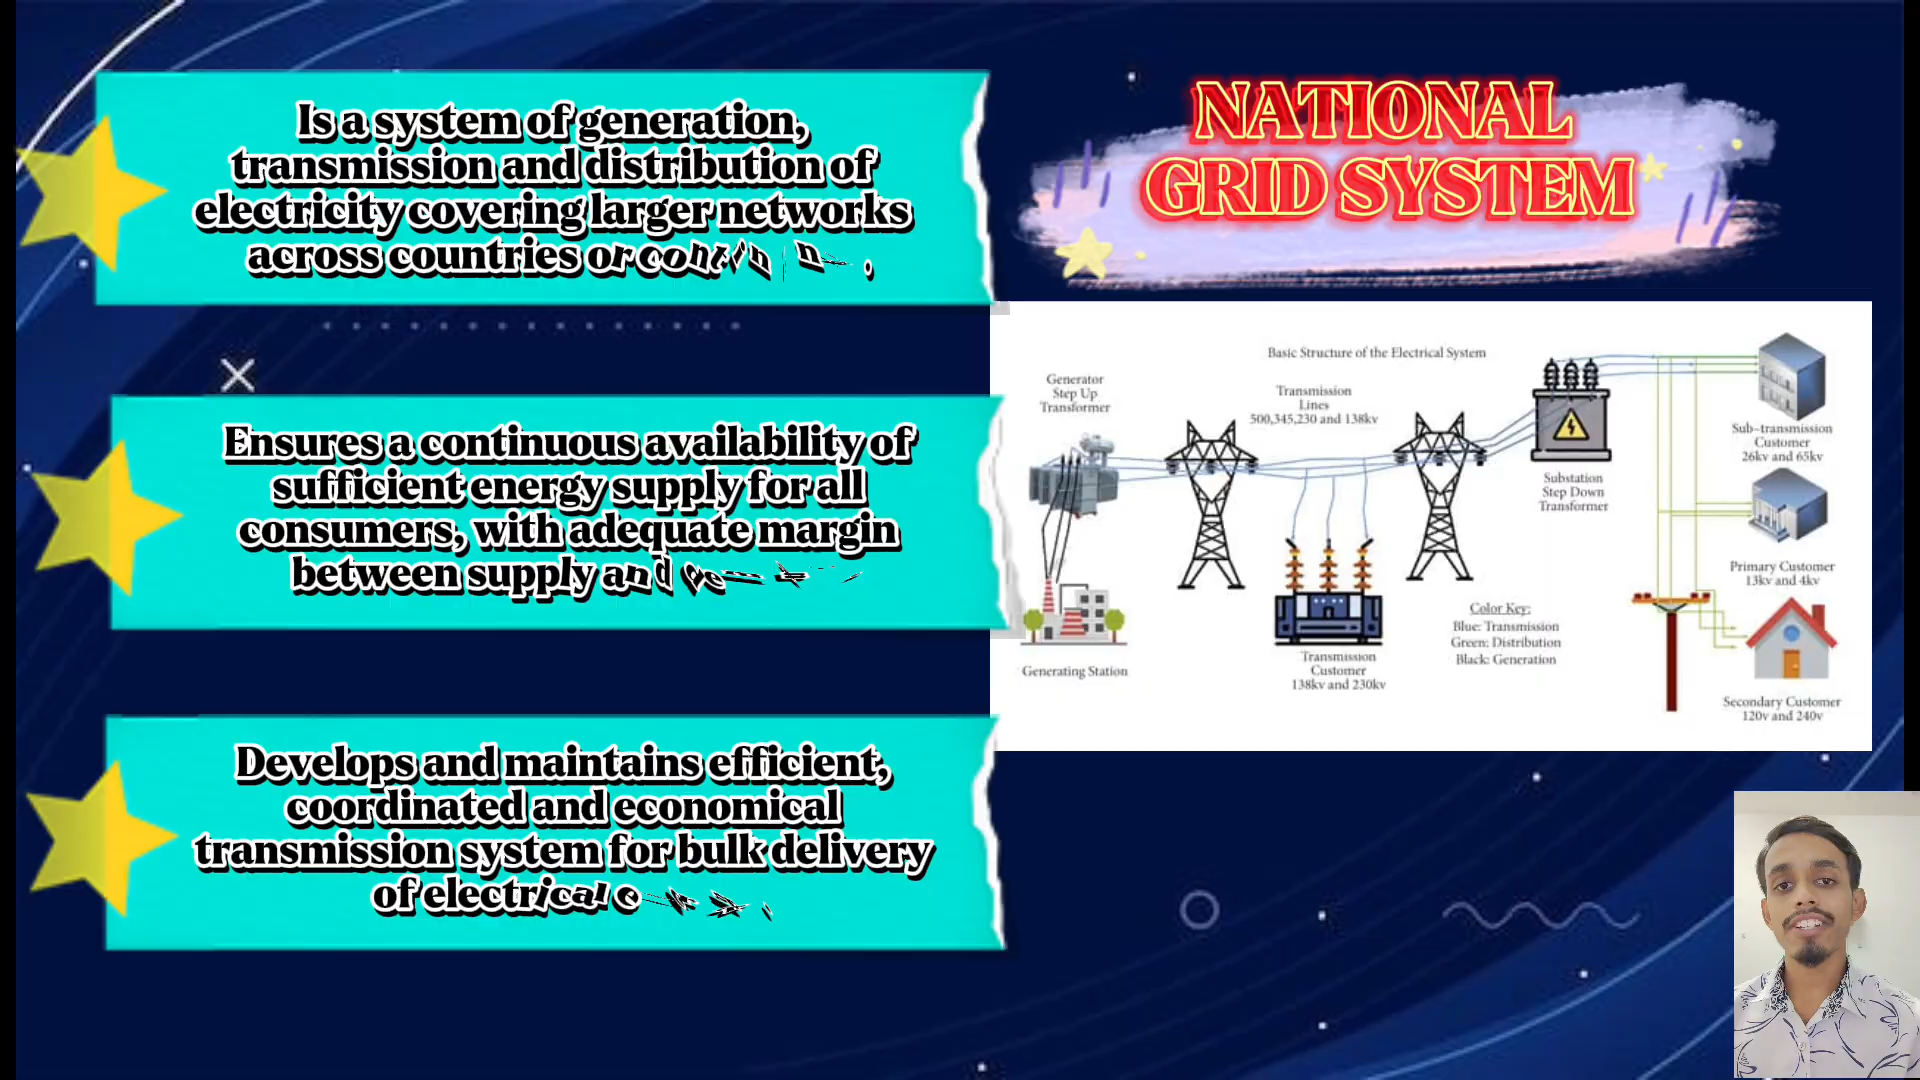 Is a system of generation,
transmission and distribution of
electricity covering larger networks
across countries or
Ensures a continuous availability of
sufficient energy supply for all
consumers, with adequate margin
between supply and
Develops and maintains efficient,
coordinated and economical
transmission system for bulk delivery
of electrical
NATIONAL
GRID SYSTEM
Basic Structure of the Electrical System
Generator
Step Up
Transformer
Transmission
Lines
500,345,230 and 138kv
Substation
Step Down
Transformer
Sub-transmission
Customer
26kv and 65kv
Primary Customer
13kv and 4kv
Color Key:
Blue: Transmission
Green: Distribution
Black: Generation
Generating Station
Transmission
Customer
138kv and 230kv
Secondary Customer
120v and 240v